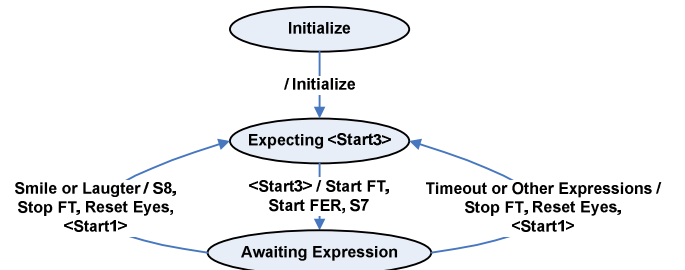 Initialize
/ Initialize
Expecting <Start3>
Smile or Laugter / S8,
Stop FT, Reset Eyes,
<Start1>
<Start3> / Start FT,
Start FER, S7
Timeout or Other Expressions /
Stop FT, Reset Eyes,
<Start1>
Awaiting Expression